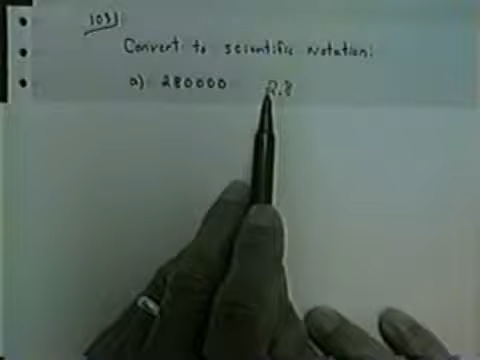 103)
Convert to scientific Notation:
a) 280000 2.8